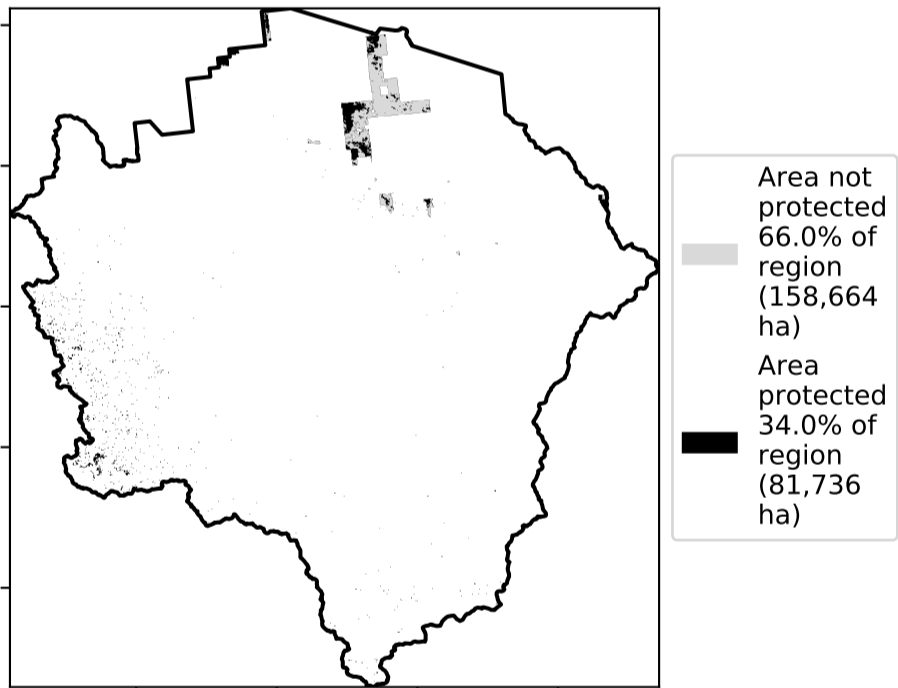 Area not
protected
66.0% of
region
(158,664
ha)
Area
protected
34.0% of
region
(81,736
ha)